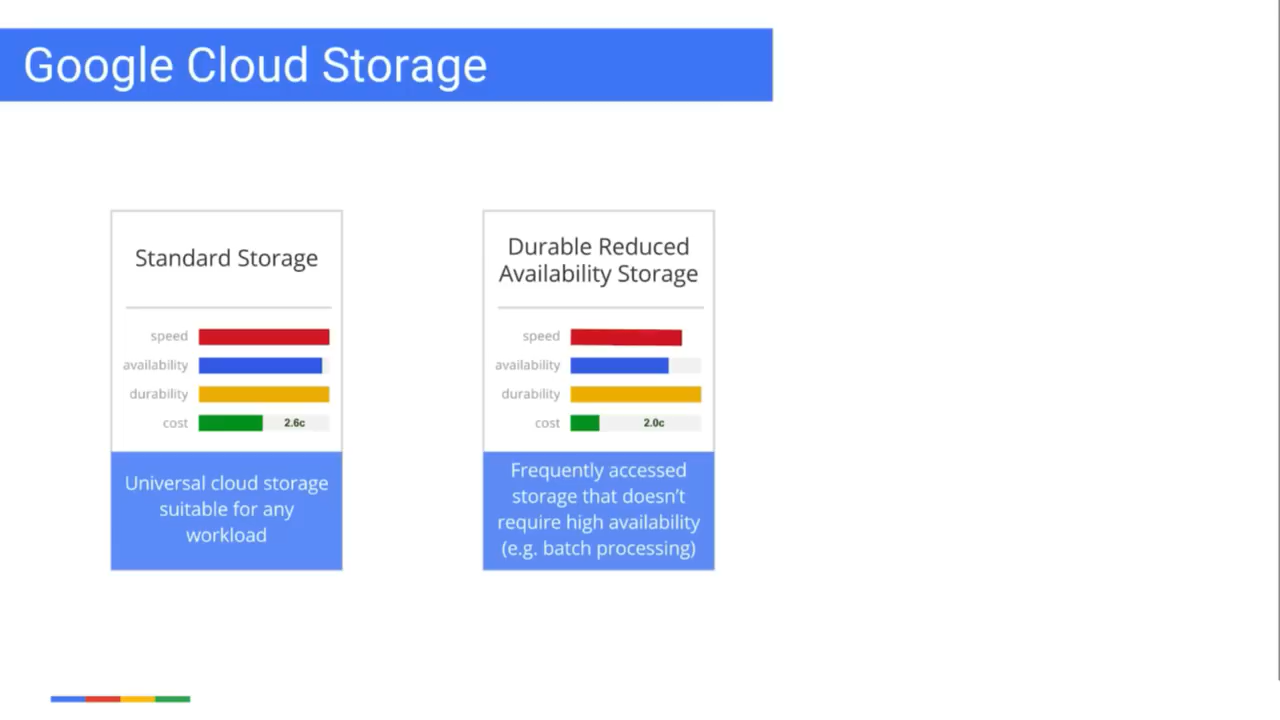 Google Cloud Storage
Standard Storage
speed
availability
durability
cost 2.6c
Universal cloud storage
suitable for any
workload
Durable Reduced
Availability Storage
speed
availability
durability
cost 2.0c
Frequently accessed
storage that doesn't
require high availability
(e.g. batch processing)